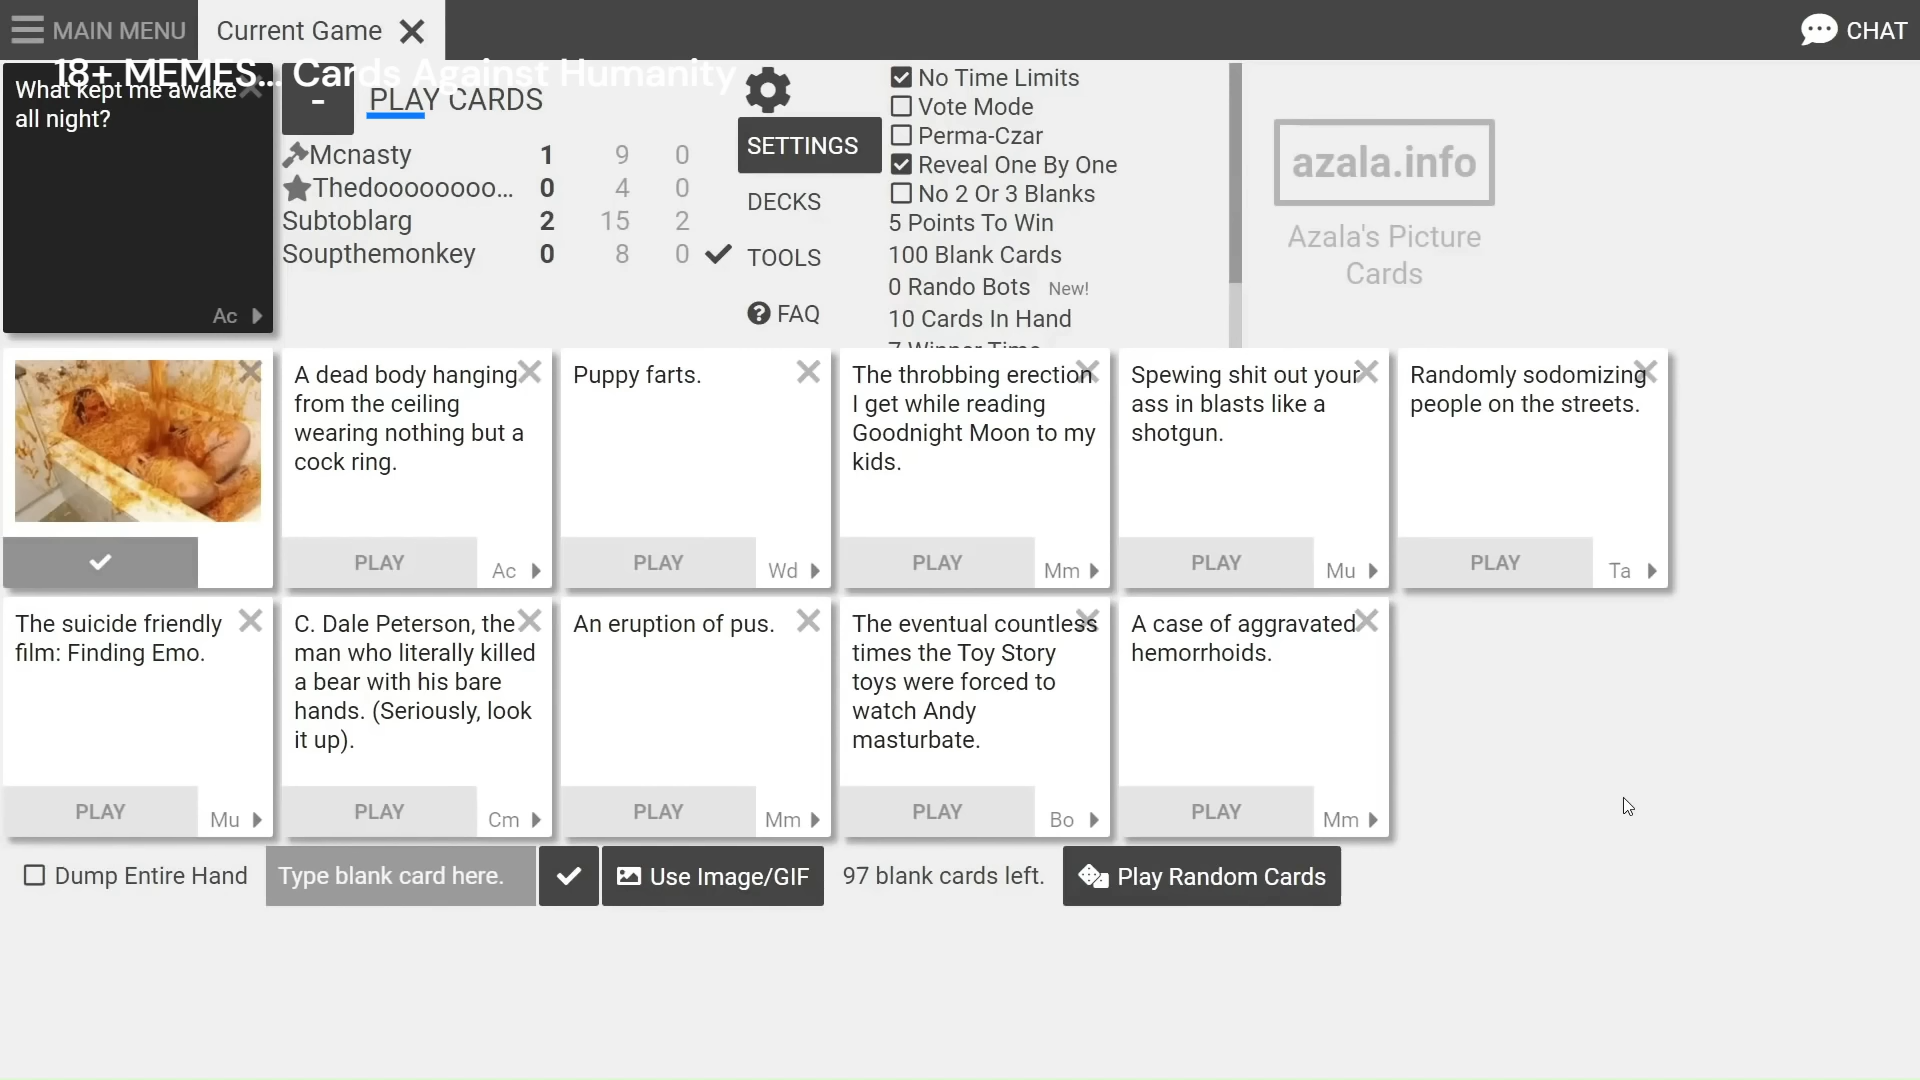 MAIN MENU
Current Game
CHAT
18+ MEMES... Cards Against Humanity
What kept me awake
all night?
Ac
-
PLAY CARDS
Mcnasty 1 9 0
Thedoooooooo... 0 4 0
Subtoblarg 2 15 2
Soupthemonkey 0 8 0
SETTINGS
DECKS
TOOLS
? FAQ
No Time Limits
Vote Mode
Perma-Czar
Reveal One By One
No 2 Or 3 Blanks
5 Points To Win
100 Blank Cards
0 Rando Bots New!
10 Cards In Hand
7 Winner Time
azala.info
Azala's Picture
Cards
A dead body hanging
from the ceiling
wearing nothing but a
cock ring.
PLAY
Ac
Puppy farts.
PLAY
Wd
The throbbing erection
I get while reading
Goodnight Moon to my
kids.
PLAY
Mm
Spewing shit out your
ass in blasts like a
shotgun.
PLAY
Mu
Randomly sodomizing
people on the streets.
PLAY
Ta
The suicide friendly
film: Finding Emo.
PLAY
Mu
C. Dale Peterson, the
man who literally killed
a bear with his bare
hands. (Seriously, look
it up).
PLAY
Cm
An eruption of pus.
PLAY
Mm
The eventual countless
times the Toy Story
toys were forced to
watch Andy
masturbate.
PLAY
Bo
A case of aggravated
hemorrhoids.
PLAY
Mm
Dump Entire Hand
Type blank card here.
Use Image/GIF
97 blank cards left.
Play Random Cards